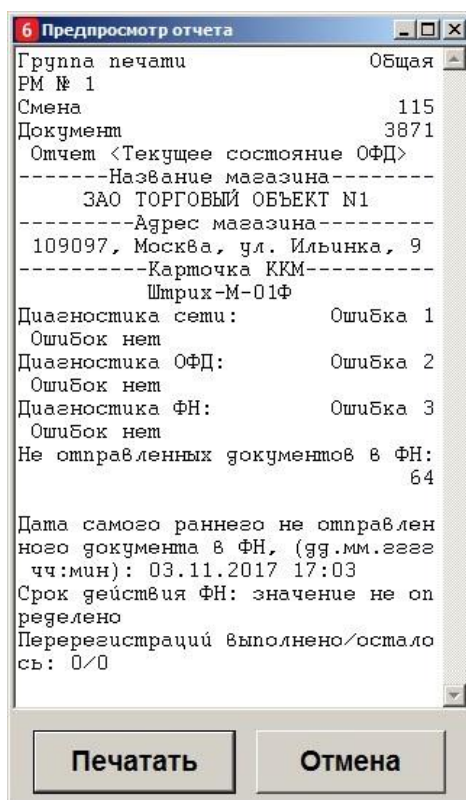 6 Предпросмотр отчета
Группа печати Общая
РМ № 1
Смена 115
Документ 3871
Отчет <Текущее состояние ОФД>
-------Название магазина--------
ЗАО ТОРГОВЫЙ ОБЪЕКТ N1
---------Адрес магазина---------
109097, Москва, ул. Ильинка, 9
----------Карточка ККМ----------
Штрих-М-01Ф
Диагностика сети: Ошибка 1
Ошибок нет
Диагностика ОФД: Ошибка 2
Ошибок нет
Диагностика ФН: Ошибка 3
Ошибок нет
Не отправленных документов в ФН:
64
Дата самого раннего не отправлен
ного документа в ФН, (дд.мм.гггг
чч:мин): 03.11.2017 17:03
Срок действия ФН: значение не оп
ределено
Перерегистраций выполнено/остало
сь: 0/0
Печатать Отмена